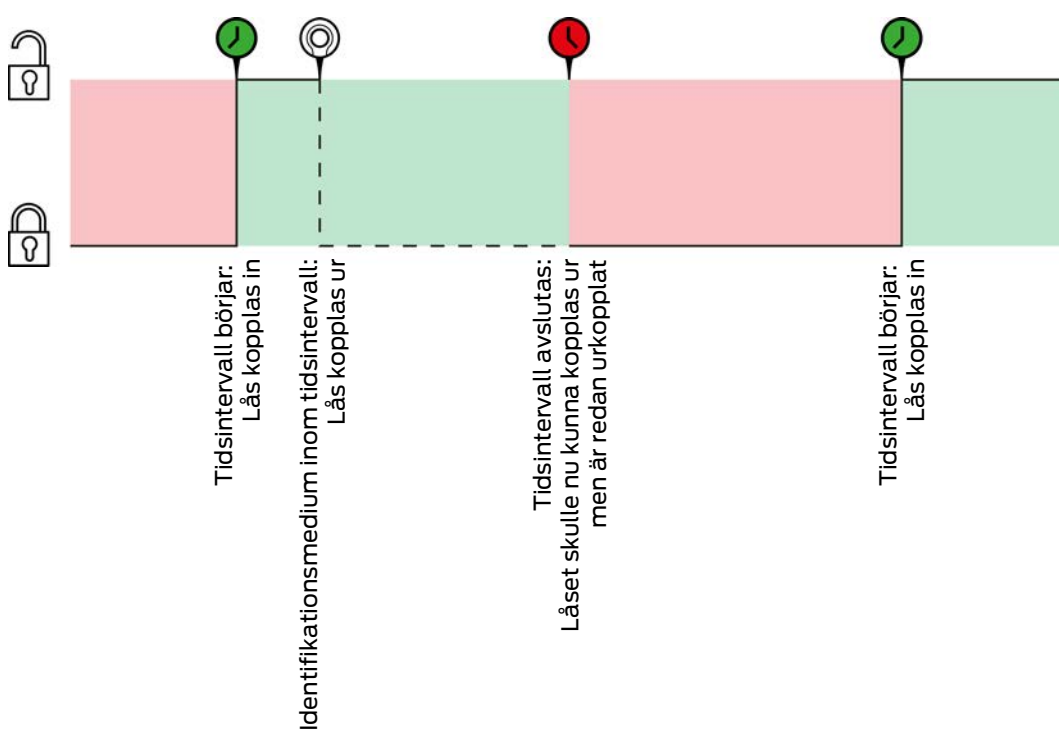 Tidsintervall börjar:
Lås kopplas in
Identifikationsmedium inom tidsintervall:
Lås kopplas ur
Tidsintervall avslutas:
Låset skulle nu kunna kopplas ur
men är redan urkopplat
Tidsintervall börjar:
Lås kopplas in